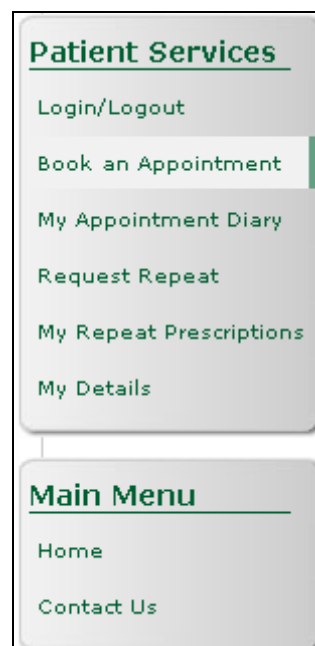 Patient Services
Login/Logout
Book an Appointment
My Appointment Diary
Request Repeat
My Repeat Prescriptions
My Details
Main Menu
Home
Contact Us